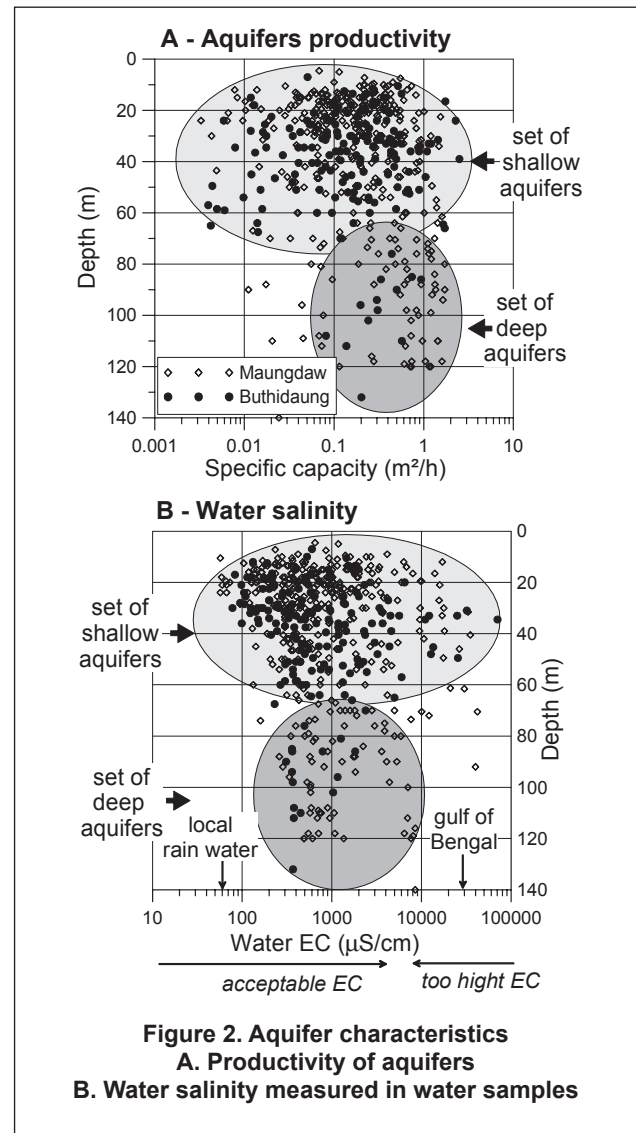 A - Aquifers productivity
0
20
40
60
80
100
120
140
Depth (m)
set of
shallow
aquifers
set of
deep
aquifers
Maungdaw
Buthidaung
0.001
0.01
0.1
1
10
Specific capacity (m²/h)
B - Water salinity
0
20
40
60
80
100
120
140
Depth (m)
set of
shallow
aquifers
set of
deep
aquifers
local
rain water
gulf of
Bengal
10
100
1000
10000
100000
Water EC (µS/cm)
acceptable EC
too hight EC
Figure 2. Aquifer characteristics
A. Productivity of aquifers
B. Water salinity measured in water samples